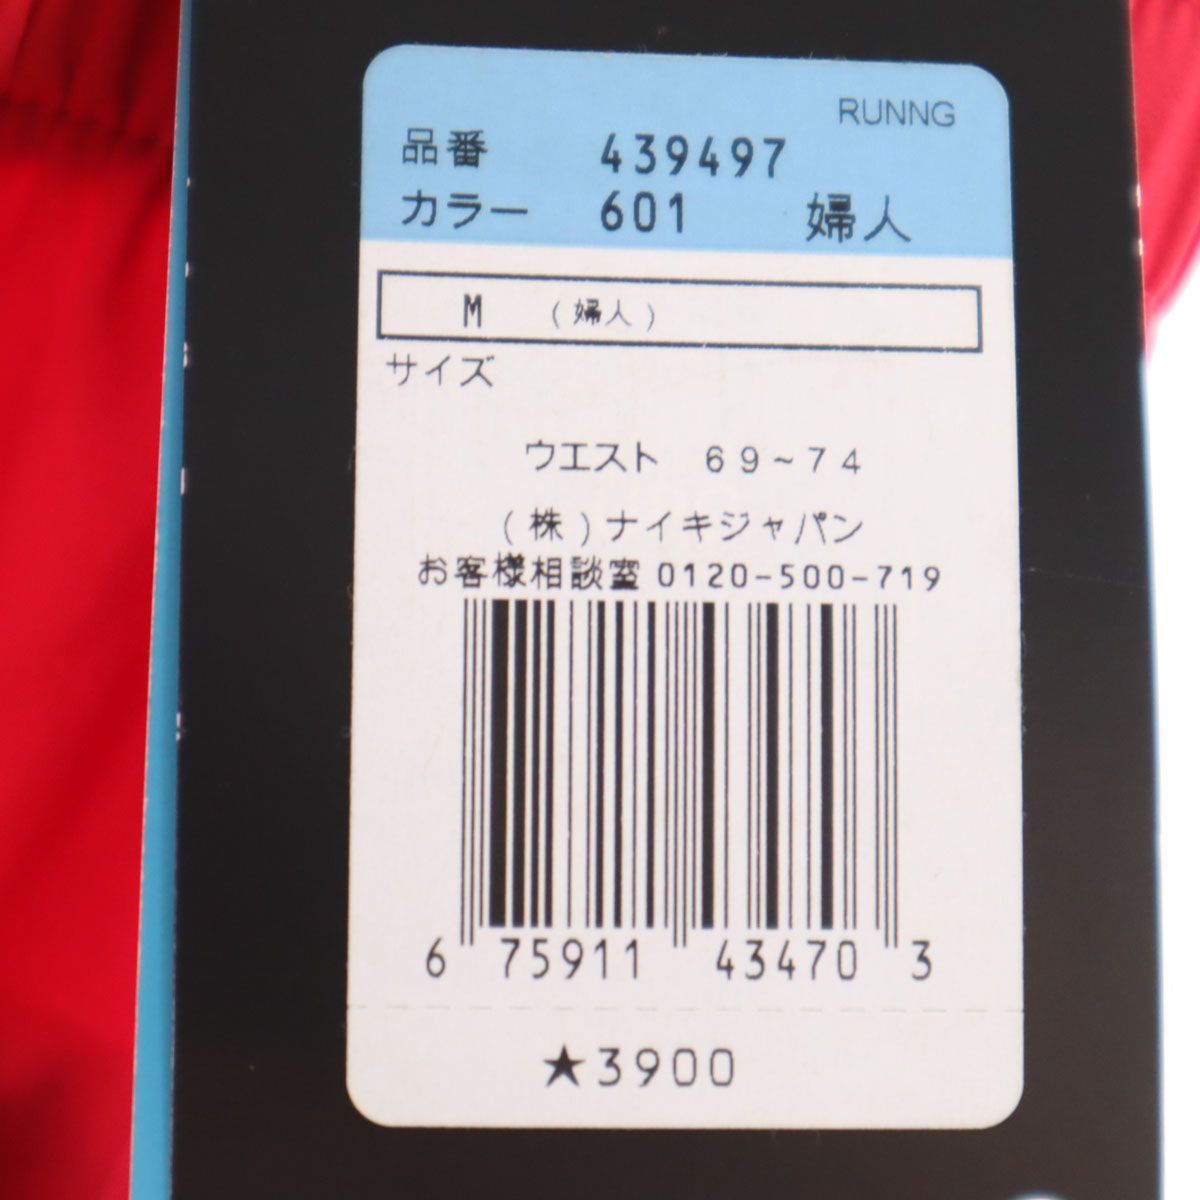 RUNNG
品番 439497
カラー 601 婦人
M (婦人)
サイズ
ウエスト 69~74
(株)ナイキジャパン
お客様相談室 0120-500-719
6 75911 43470 3
★3900